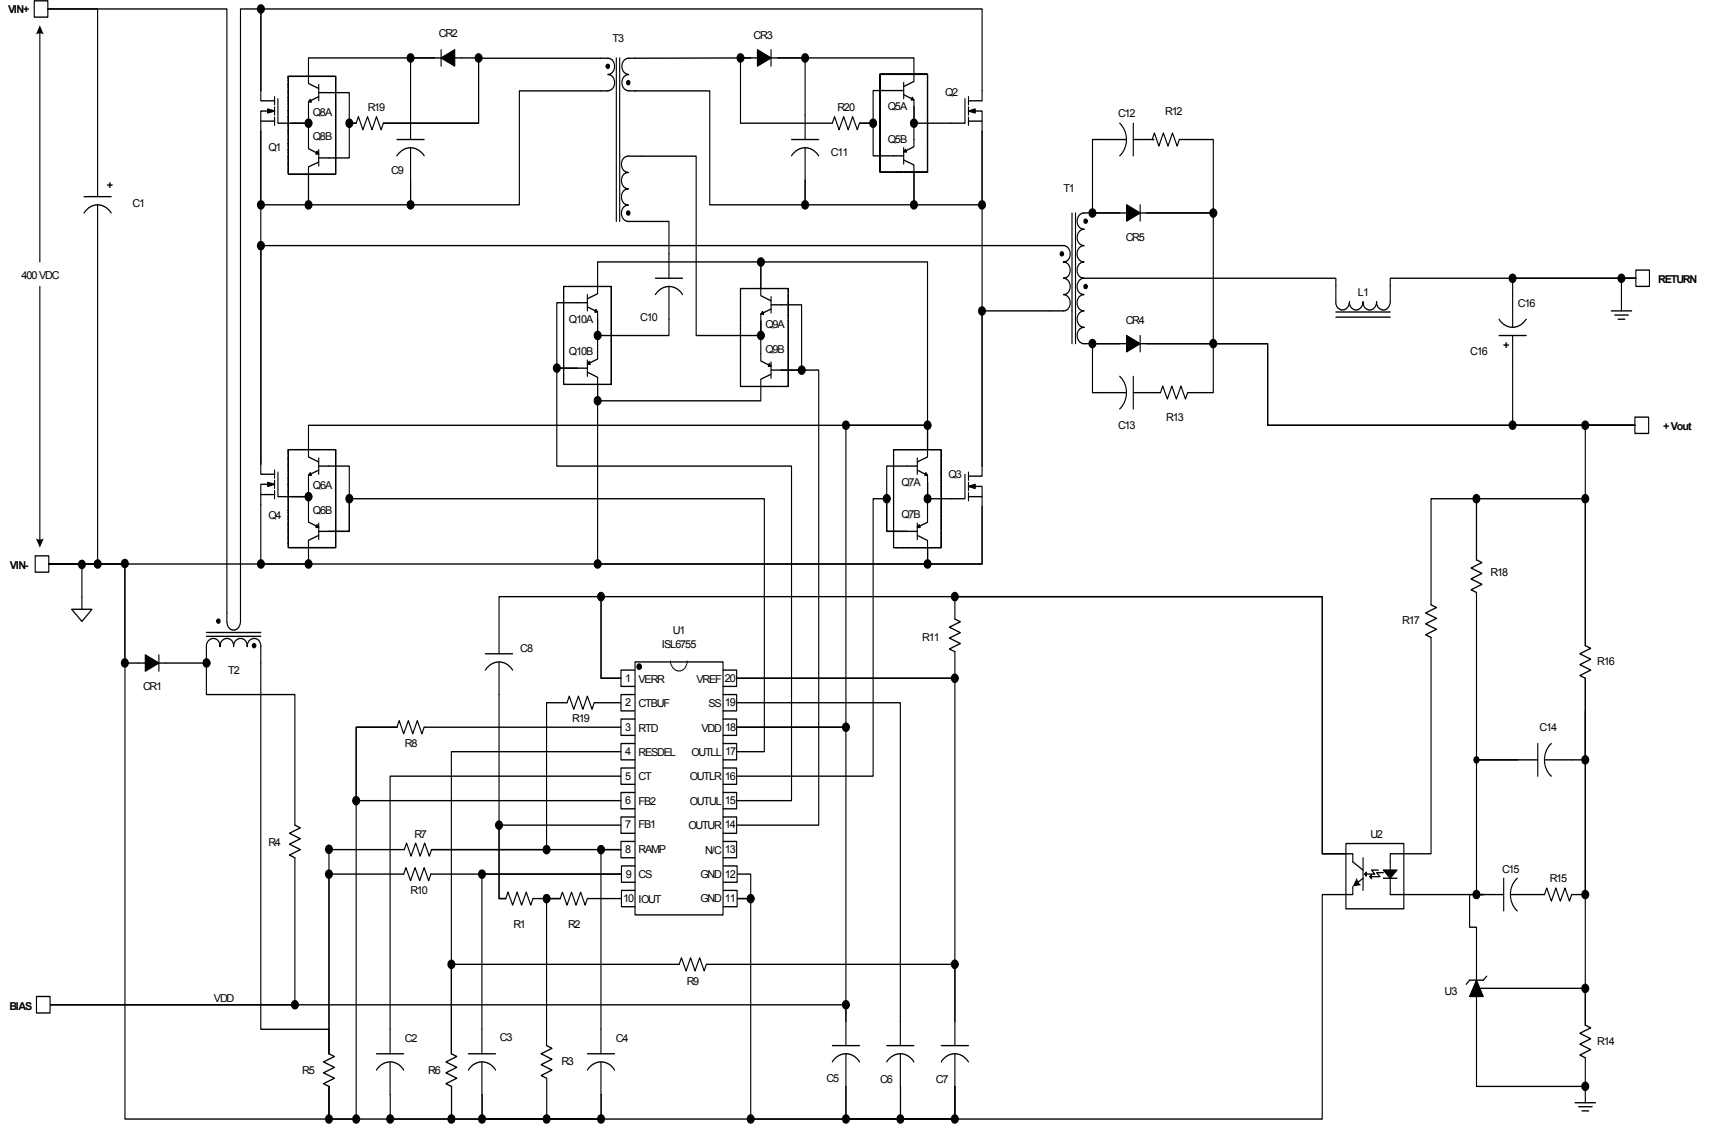 VIN+
CR2
T3
CR3
Q8A
Q8B
R19
Q1
C9
R20
C11
Q5A
Q5B
Q2
C12
R12
+
C1
T1
CR5
400 VDC
Q10A
Q10B
C10
Q9A
Q9B
CR4
C13
R13
L1
C16
C16
+
RETURN
+ Vout
Q6A
Q6B
Q4
Q7A
Q7B
Q3
VIN-
R18
R17
R16
U1
ISL6755
R11
C8
T2
CR1
1 VERR VREF 20
2 CTBUF SS 19
3 RTD VDD 18
4 RESDEL OUTLL 17
5 CT OUTLR 16
6 FB2 OUTUL 15
7 FB1 OUTUR 14
8 RAMP N/C 13
9 CS GND 12
10 IOUT GND 11
R19
R8
C14
R4
R7
R10
R1
R2
U2
C15
R15
R9
U3
BIAS
VDD
R5
C2
R6
C3
R3
C4
C5
C6
C7
R14